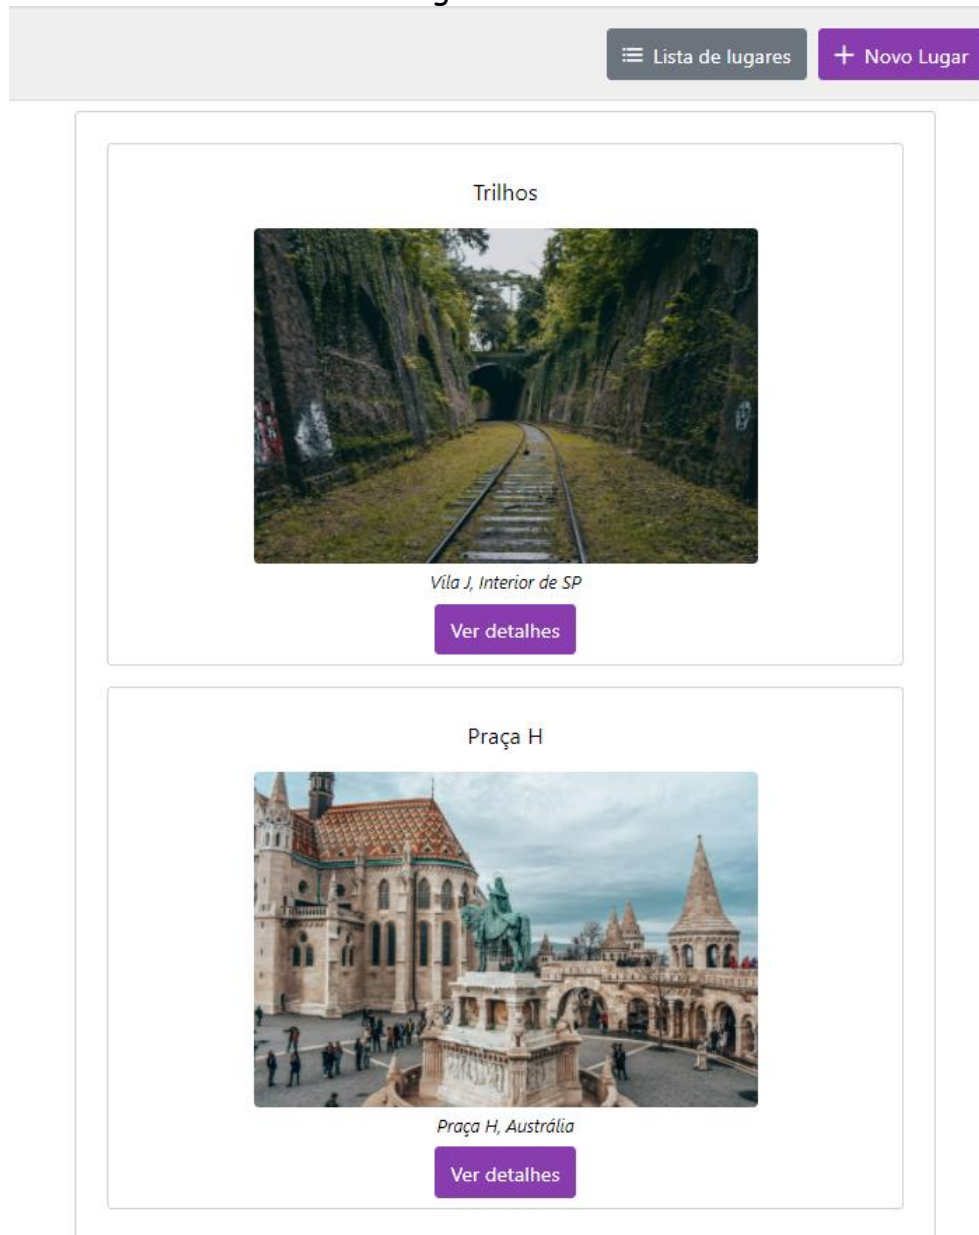 Lista de lugares
+ Novo Lugar
Trilhos
Vila J, Interior de SP
Ver detalhes
Praça H
Praça H, Austrália
Ver detalhes